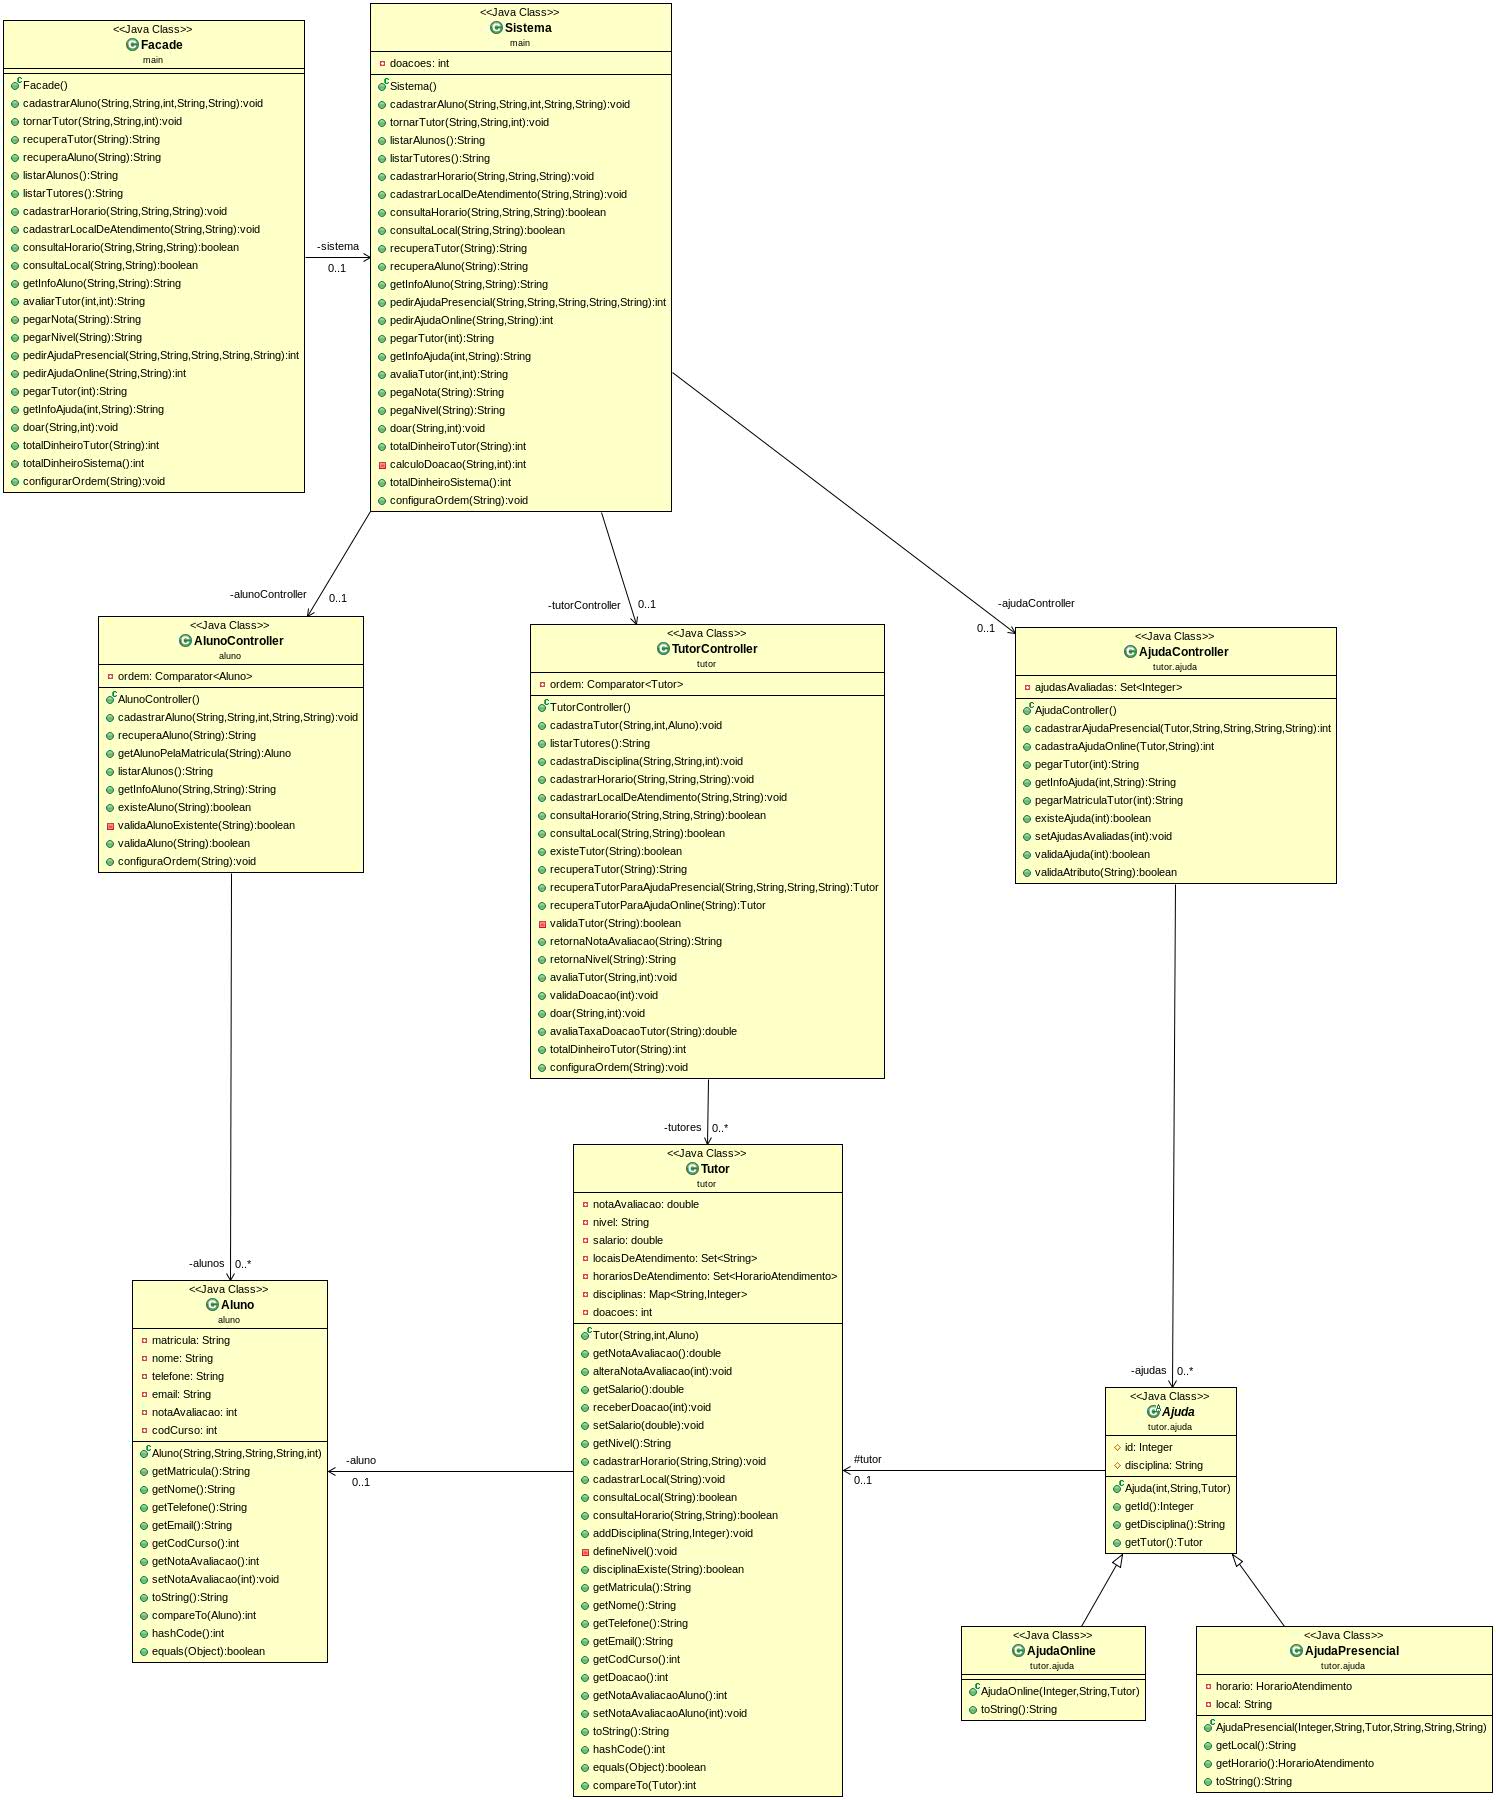 <<Java Class>>
Facade
main
Facade()
cadastrarAluno(String,String,int,String,String):void
tornarTutor(String,String,int):void
recuperaTutor(String):String
recuperaAluno(String):String
listarAlunos():String
listarTutores():String
cadastrarHorario(String,String,String):void
cadastrarLocalDeAtendimento(String,String):void
consultaHorario(String,String,String):boolean
consultaLocal(String,String):boolean
getInfoAluno(String,String):String
avaliarTutor(int,int):String
pegarNota(String):String
pegarNivel(String):String
pedirAjudaPresencial(String,String,String,String,String):int
pedirAjudaOnline(String,String):int
pegarTutor(int):String
getInfoAjuda(int,String):String
doar(String,int):void
totalDinheiroTutor(String):int
totalDinheiroSistema():int
configurarOrdem(String):void
-sistema
0..1
<<Java Class>>
Sistema
main
doacoes: int
Sistema()
cadastrarAluno(String,String,int,String,String):void
tornarTutor(String,String,int):void
listarAlunos():String
listarTutores():String
cadastrarHorario(String,String,String):void
cadastrarLocalDeAtendimento(String,String):void
consultaHorario(String,String,String):boolean
consultaLocal(String,String):boolean
recuperaTutor(String):String
recuperaAluno(String):String
getInfoAluno(String,String):String
pedirAjudaPresencial(String,String,String,String,String):int
pedirAjudaOnline(String,String):int
pegarTutor(int):String
getInfoAjuda(int,String):String
avaliaTutor(int,int):String
pegaNota(String):String
pegaNivel(String):String
doar(String,int):void
totalDinheiroTutor(String):int
calculoDoacao(String,int):int
totalDinheiroSistema():int
configuraOrdem(String):void
-alunoController
0..1
-tutorController
0..1
-ajudaController
0..1
<<Java Class>>
AlunoController
aluno
ordem: Comparator<Aluno>
AlunoController()
cadastrarAluno(String,String,int,String,String):void
recuperaAluno(String):String
getAlunoPelaMatricula(String):Aluno
listarAlunos():String
getInfoAluno(String,String):String
existeAluno(String):boolean
validaAlunoExistente(String):boolean
validaAluno(String):boolean
configuraOrdem(String):void
<<Java Class>>
TutorController
tutor
ordem: Comparator<Tutor>
TutorController()
cadastraTutor(String,int,Aluno):void
listarTutores():String
cadastraDisciplina(String,String,int):void
cadastrarHorario(String,String,String):void
cadastrarLocalDeAtendimento(String,String):void
consultaHorario(String,String,String):boolean
consultaLocal(String,String):boolean
existeTutor(String):boolean
recuperaTutor(String):String
recuperaTutorParaAjudaPresencial(String,String,String,String):Tutor
recuperaTutorParaAjudaOnline(String):Tutor
validaTutor(String):boolean
retornaNotaAvaliacao(String):String
retornaNivel(String):String
avaliaTutor(String,int):void
validaDoacao(int):void
doar(String,int):void
avaliaTaxaDoacaoTutor(String):double
totalDinheiroTutor(String):int
configuraOrdem(String):void
<<Java Class>>
AjudaController
tutor.ajuda
ajudasAvaliadas: Set<Integer>
AjudaController()
cadastrarAjudaPresencial(Tutor,String,String,String,String):int
cadastraAjudaOnline(Tutor,String):int
pegarTutor(int):String
getInfoAjuda(int,String):String
pegarMatriculaTutor(int):String
existeAjuda(int):boolean
setAjudasAvaliadas(int):void
validaAjuda(int):boolean
validaAtributo(String):boolean
-alunos
0..*
-tutores
0..*
-ajudas
0..*
<<Java Class>>
Aluno
aluno
matricula: String
nome: String
telefone: String
email: String
notaAvaliacao: int
codCurso: int
Aluno(String,String,String,String,int)
getMatricula():String
getNome():String
getTelefone():String
getEmail():String
getCodCurso():int
getNotaAvaliacao():int
setNotaAvaliacao(int):void
toString():String
compareTo(Aluno):int
hashCode():int
equals(Object):boolean
-aluno
0..1
<<Java Class>>
Tutor
tutor
notaAvaliacao: double
nivel: String
salario: double
locaisDeAtendimento: Set<String>
horariosDeAtendimento: Set<HorarioAtendimento>
disciplinas: Map<String,Integer>
doacoes: int
Tutor(String,int,Aluno)
getNotaAvaliacao():double
alteraNotaAvaliacao(int):void
getSalario():double
receberDoacao(int):void
setSalario(double):void
getNivel():String
cadastrarHorario(String,String):void
cadastrarLocal(String):void
consultaLocal(String):boolean
consultaHorario(String,String):boolean
addDisciplina(String,Integer):void
defineNivel():void
disciplinaExiste(String):boolean
getMatricula():String
getNome():String
getTelefone():String
getEmail():String
getCodCurso():int
getDoacao():int
getNotaAvaliacaoAluno():int
setNotaAvaliacaoAluno(int):void
toString():String
hashCode():int
equals(Object):boolean
compareTo(Tutor):int
#tutor
0..1
<<Java Class>>
Ajuda
tutor.ajuda
id: Integer
disciplina: String
Ajuda(int,String,Tutor)
getId():Integer
getDisciplina():String
getTutor():Tutor
<<Java Class>>
AjudaOnline
tutor.ajuda
AjudaOnline(Integer,String,Tutor)
toString():String
<<Java Class>>
AjudaPresencial
tutor.ajuda
horario: HorarioAtendimento
local: String
AjudaPresencial(Integer,String,Tutor,String,String,String)
getLocal():String
getHorario():HorarioAtendimento
toString():String